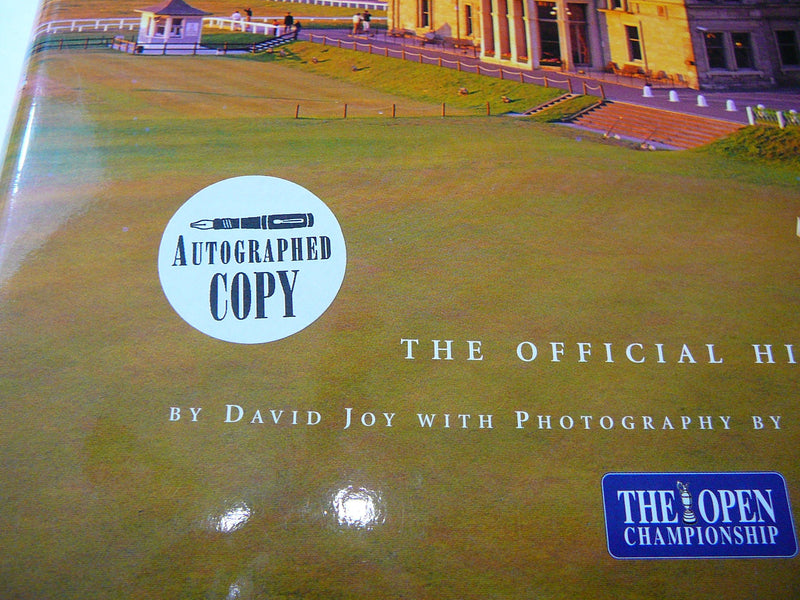 AUTOGRAPHED
COPY
THE OFFICIAL HI
BY DAVID JOY WITH PHOTOGRAPHY BY
THE OPEN
CHAMPIONSHIP